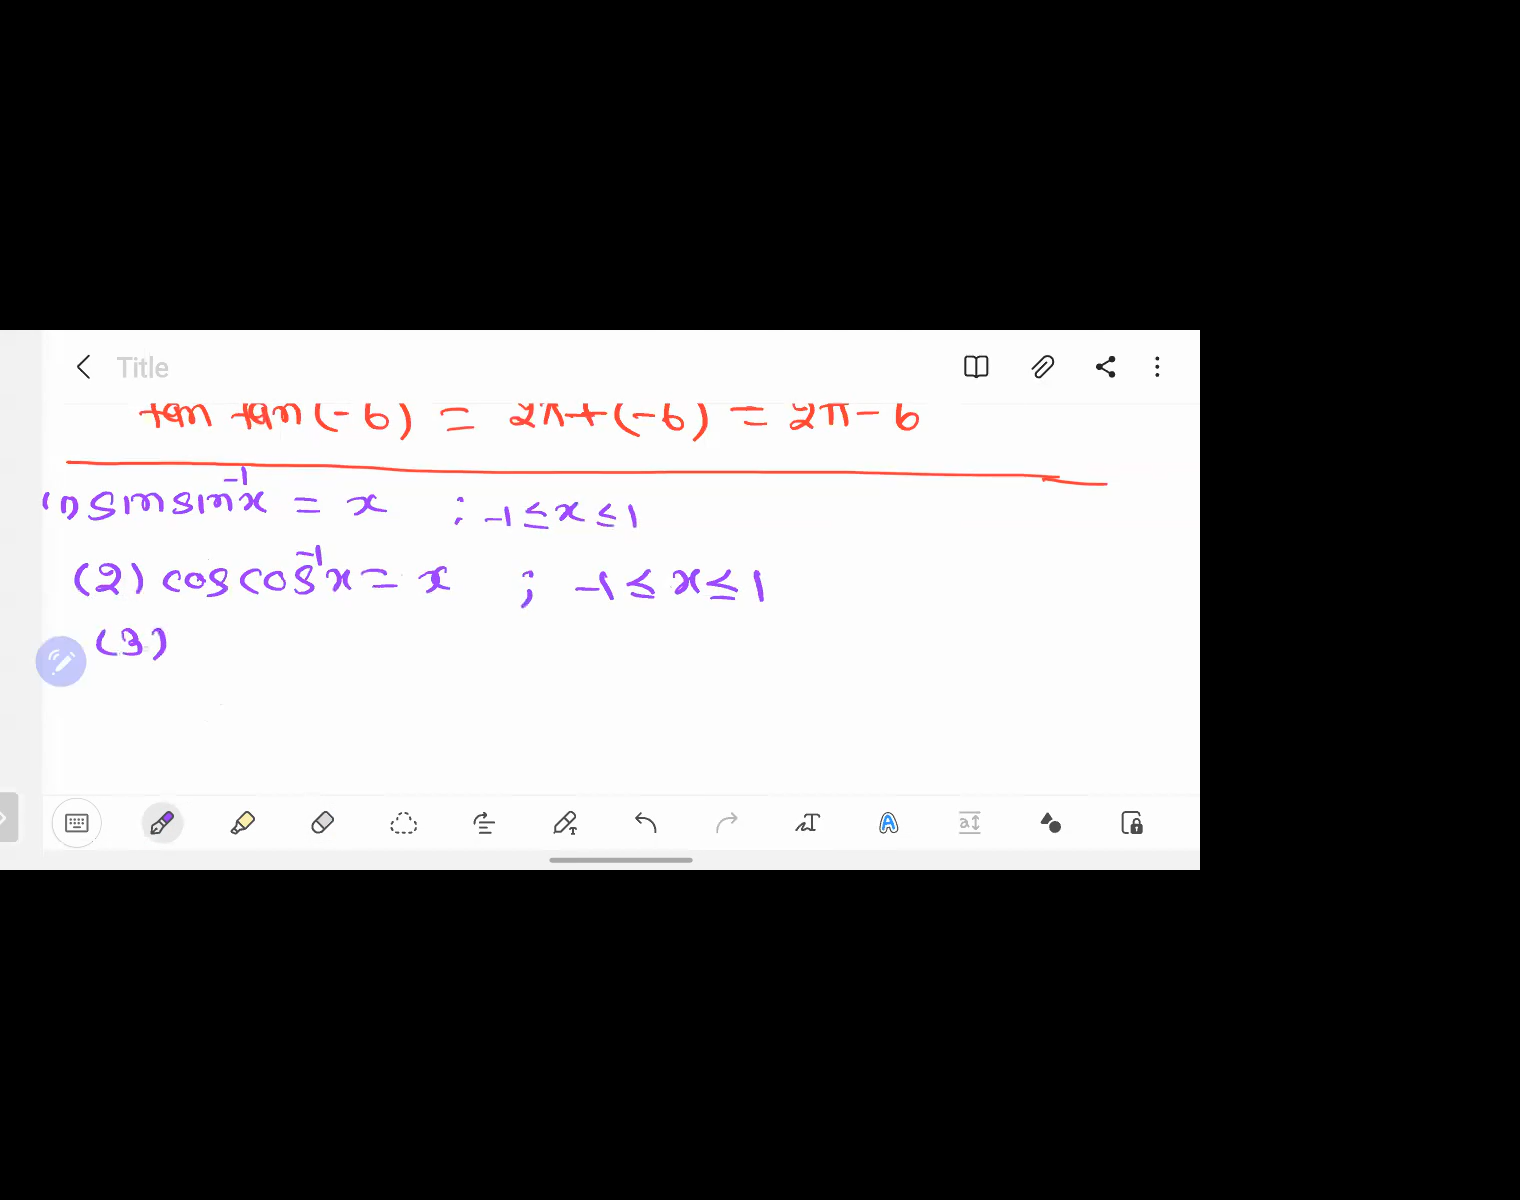 Title
tan tan(-6) = 2π+(-6) = 2π-6
(1) sin sin⁻¹x = x ; -1 ≤ x ≤ 1
(2) cos cos⁻¹x = x ; -1 ≤ x ≤ 1
(3)